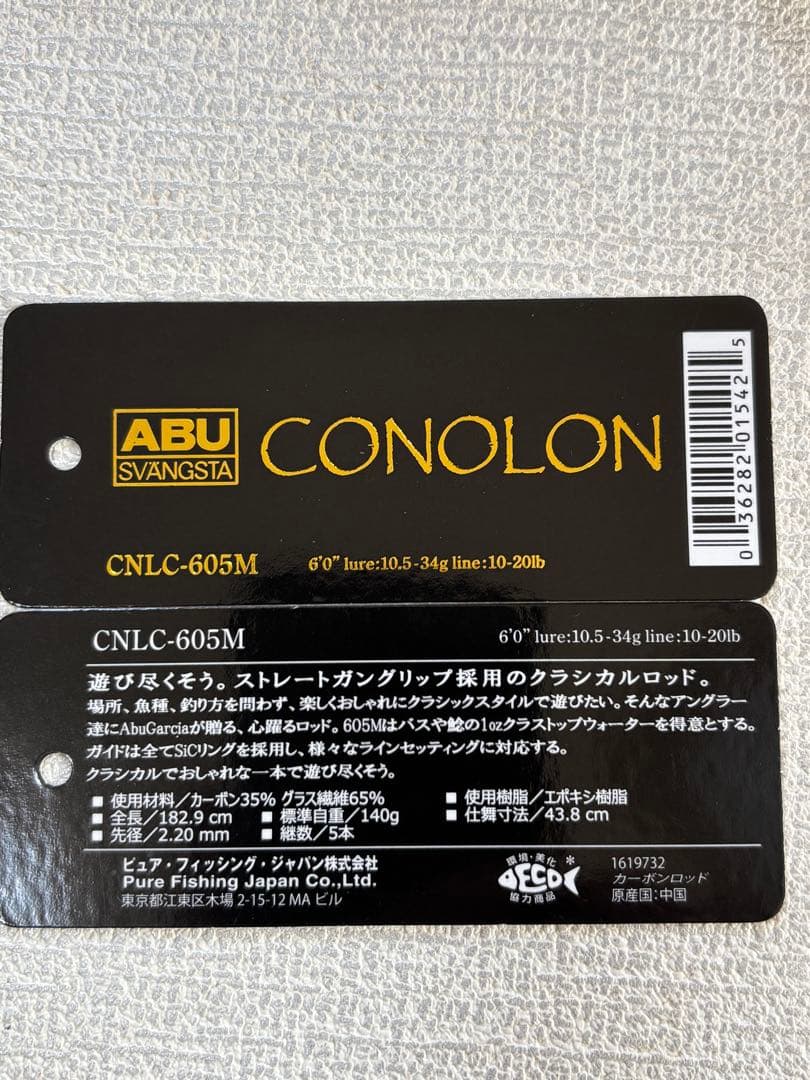 ABU
SVÄNGSTA
CONOLON
CNLC-605M 6'0" lure:10.5-34g line:10-20lb
0 36282 01542 5
CNLC-605M 6'0" lure:10.5-34g line:10-20lb
遊び尽くそう。ストレートガングリップ採用のクラシカルロッド。
場所、魚種、釣り方を問わず、楽しくおしゃれにクラシックスタイルで遊びたい。そんなアングラー
達にAbuGarciaが贈る、心躍るロッド。605Mはバスや鯰の1ozクラストップウォーターを得意とする。
ガイドは全てSiCリングを採用し、様々なラインセッティングに対応する。
クラシカルでおしゃれな一本で遊び尽くそう。
■ 使用材料／カーボン35% グラス繊維65% ■ 使用樹脂／エポキシ樹脂
■ 全長／182.9 cm ■ 標準自重／140g ■ 仕舞寸法／43.8 cm
■ 先径／2.20 mm ■ 継数／5本
ピュア・フィッシング・ジャパン株式会社
Pure Fishing Japan Co.,Ltd.
東京都江東区木場 2-15-12 MA ビル
環境・美化*
DECO
協力商品
1619732
カーボンロッド
原産国:中国